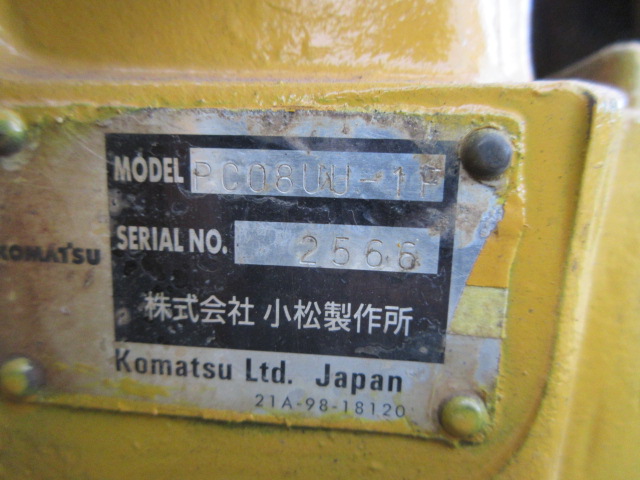 MODEL PC08UU-1F
KOMATSU
SERIAL NO. 2566
株式会社 小松製作所
Komatsu Ltd. Japan
21A-98-18120